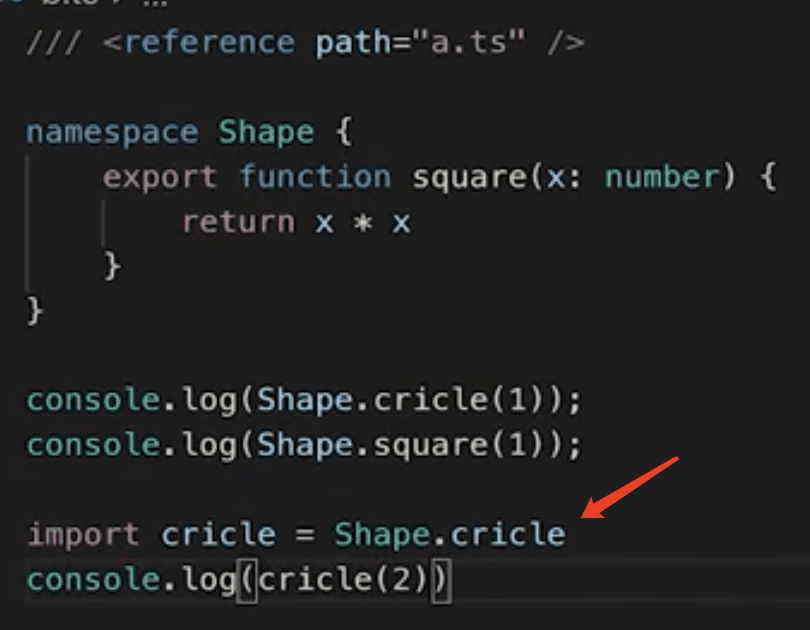 /// <reference path="a.ts" />
namespace Shape {
export function square(x: number) {
return x * x
}
}
console.log(Shape.cricle(1));
console.log(Shape.square(1));
import cricle = Shape.cricle
console.log(cricle(2))